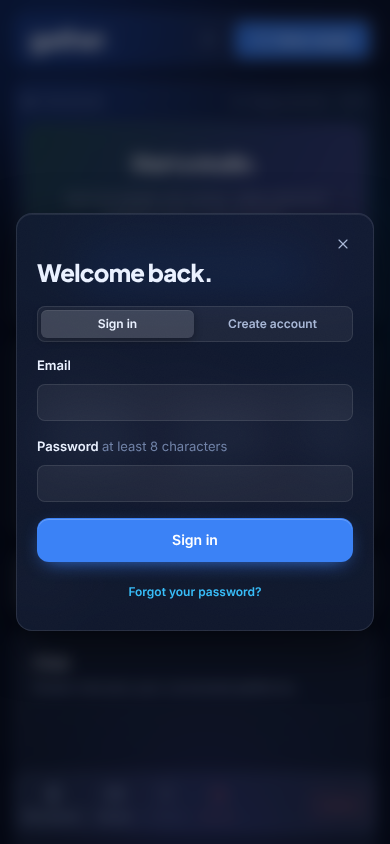 Welcome back.
Sign in
Create account
Email
Password at least 8 characters
Sign in
Forgot your password?